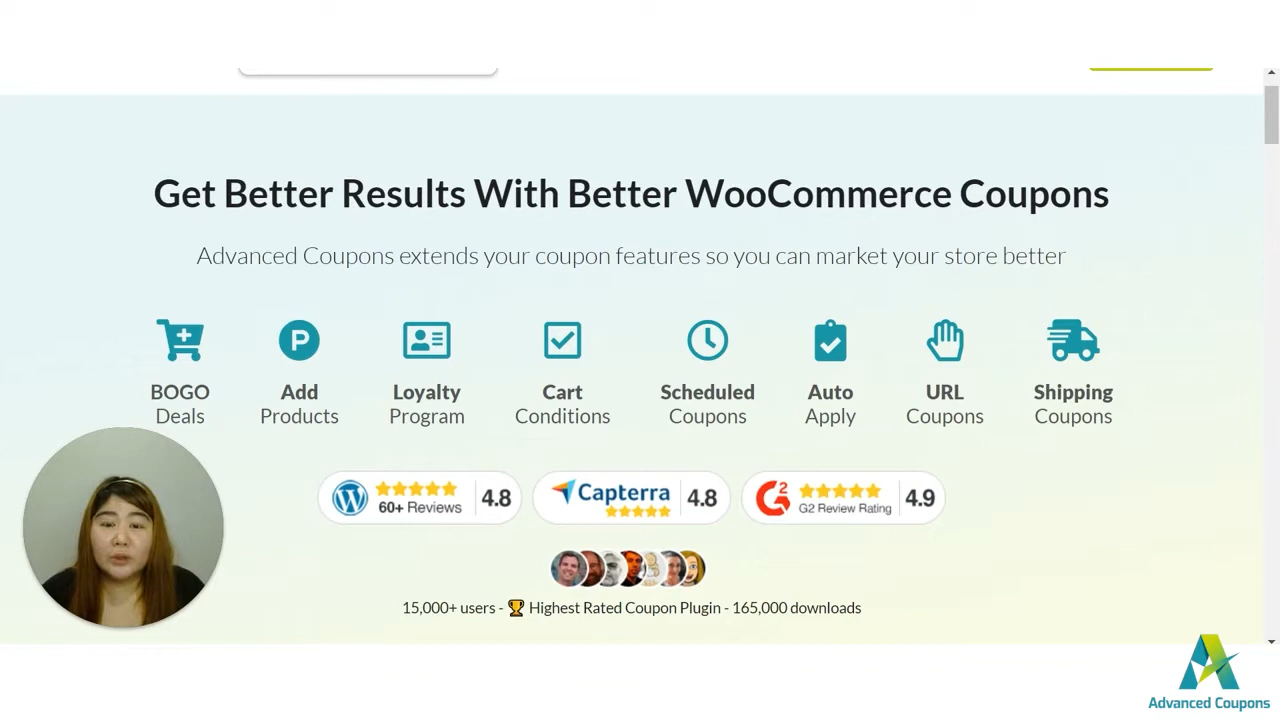 Get Better Results With Better WooCommerce Coupons
Advanced Coupons extends your coupon features so you can market your store better
P
BOGO
Deals
Add
Products
Loyalty
Program
Cart
Conditions
Scheduled
Coupons
Auto
Apply
URL
Coupons
Shipping
Coupons
W
60+ Reviews
4.8
Capterra
4.8
G2
G2 Review Rating
4.9
15,000+ users - 🏆 Highest Rated Coupon Plugin - 165,000 downloads
Advanced Coupons